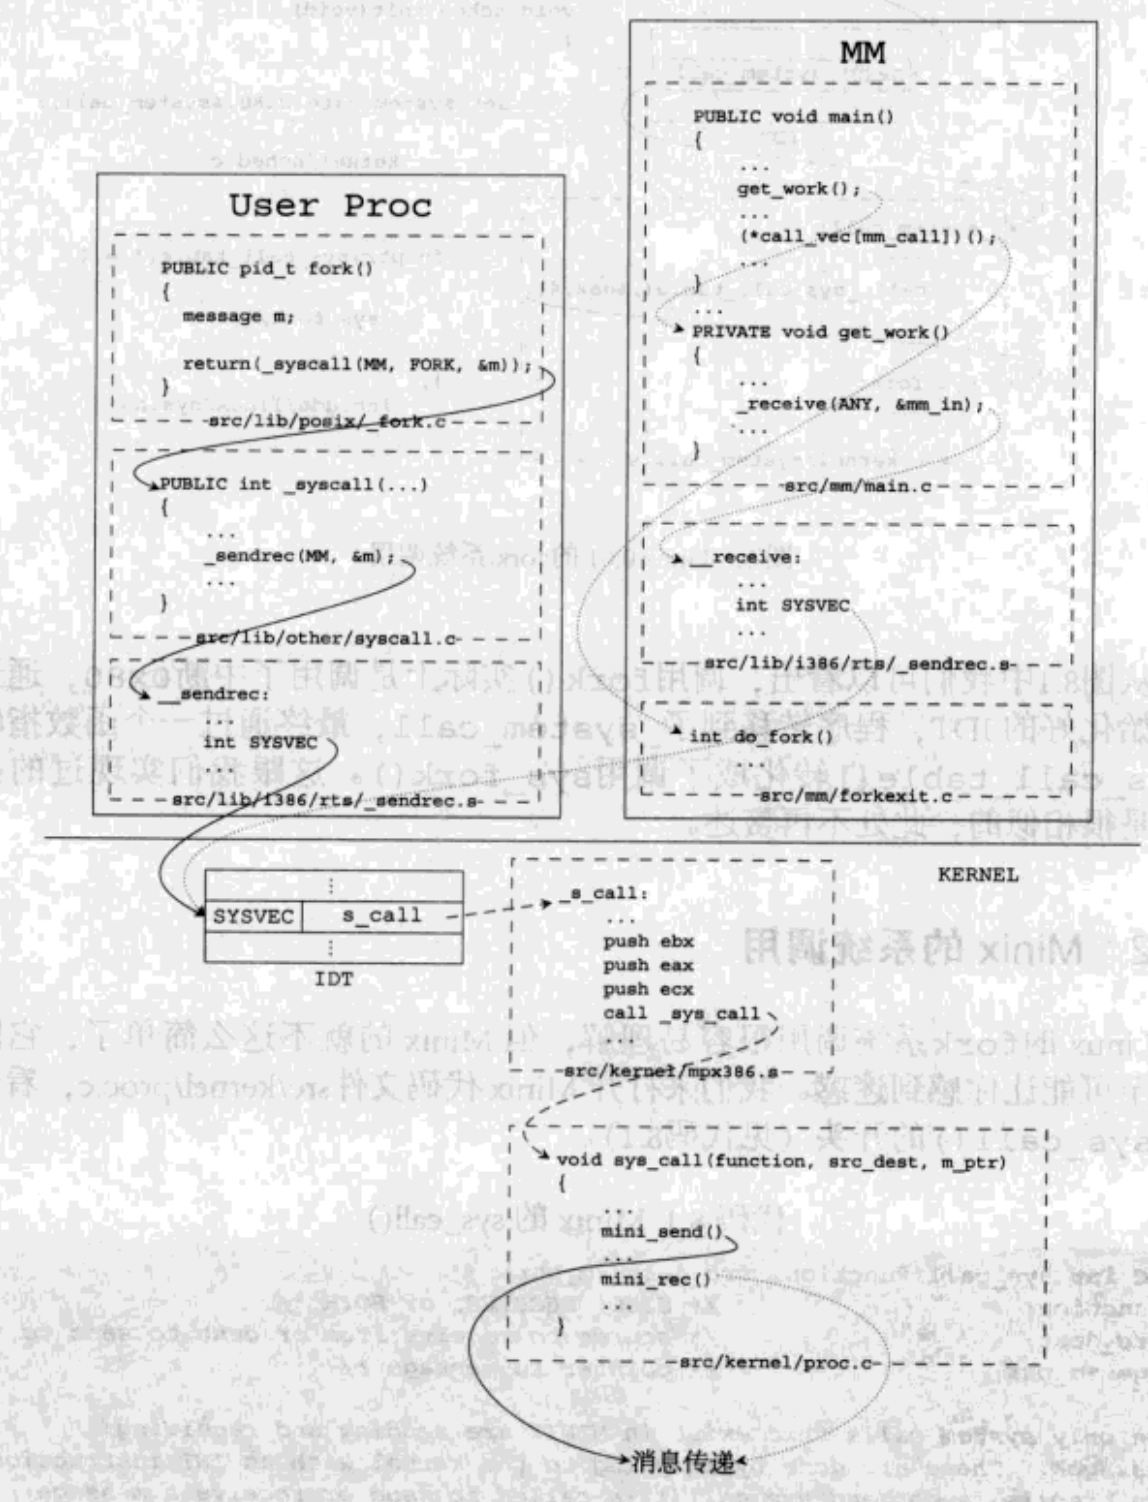 MM
PUBLIC void main()
{
...
get_work();
...
(*call_vec[mm_call])();
...
}
...
PRIVATE void get_work()
{
...
_receive(ANY, &mm_in);
...
}
src/mm/main.c
__receive:
...
int SYSVEC
...
src/lib/i386/rts/_sendrec.s
int do_fork()
...
src/mm/forkexit.c
User Proc
PUBLIC pid_t fork()
{
message m;
return(_syscall(MM, FORK, &m));
}
src/lib/posix/_fork.c
PUBLIC int _syscall(...)
{
...
_sendrec(MM, &m);
...
}
src/lib/other/syscall.c
__sendrec:
...
int SYSVEC
...
src/lib/i386/rts/_sendrec.s
KERNEL
⋮
SYSVEC s_call
⋮
IDT
_s_call:
...
push ebx
push eax
push ecx
call _sys_call
...
src/kernel/mpx386.s
void sys_call(function, src_dest, m_ptr)
{
...
mini_send()
...
mini_rec()
...
}
src/kernel/proc.c
消息传递